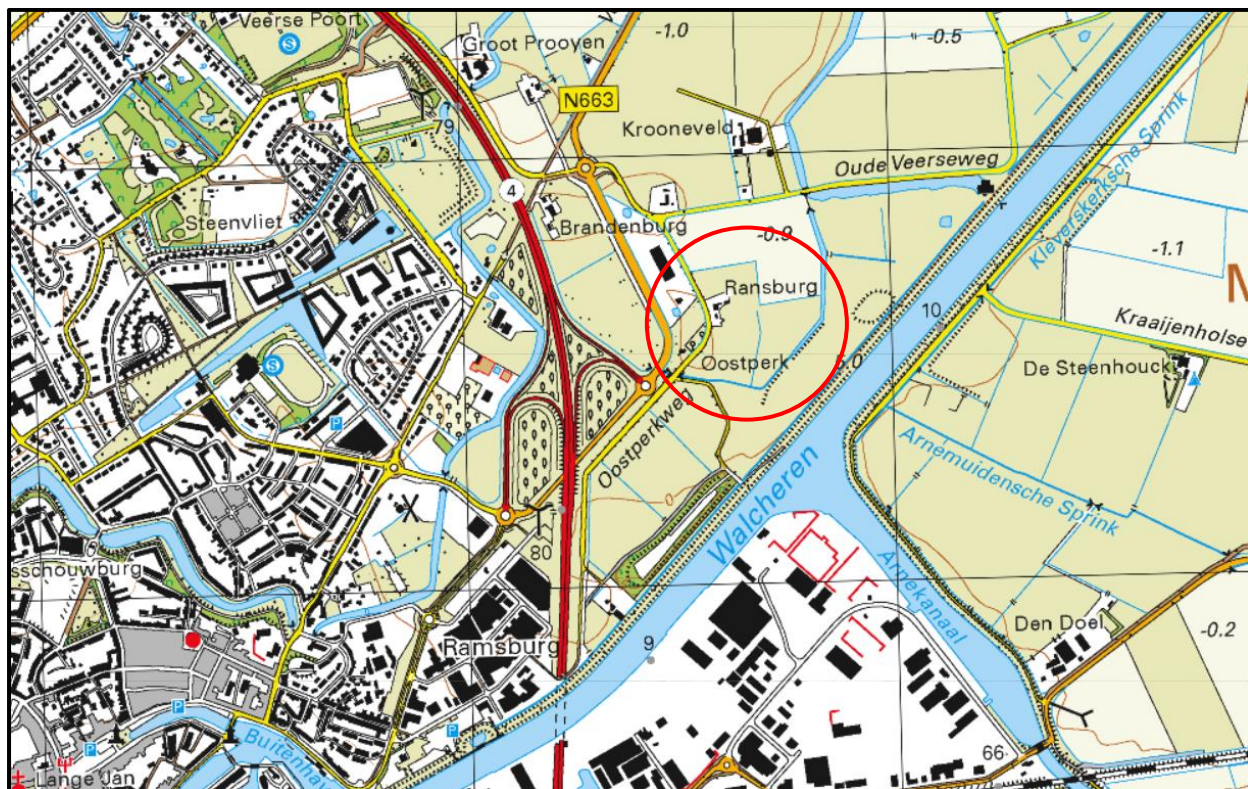 Veerse Poort
S
Groot Prooyen
-1.0
-0.5
N663
79
Krooneveld
Oude Veerseweg
Kleverskerksche Sprink
4
Steenvliet
Brandenburg
-0.9
-1.1
Ransburg
10
Kraaijenholse
Oostperk
5.0
De Steenhouck
S
P
Oostperkweg
Arnemuidensche Sprink
Walcheren
80
sschouwburg
Arnekanaal
Den Doel
-0.2
Ramsburg
9
P
P
Buitenha
66
Lange Jan